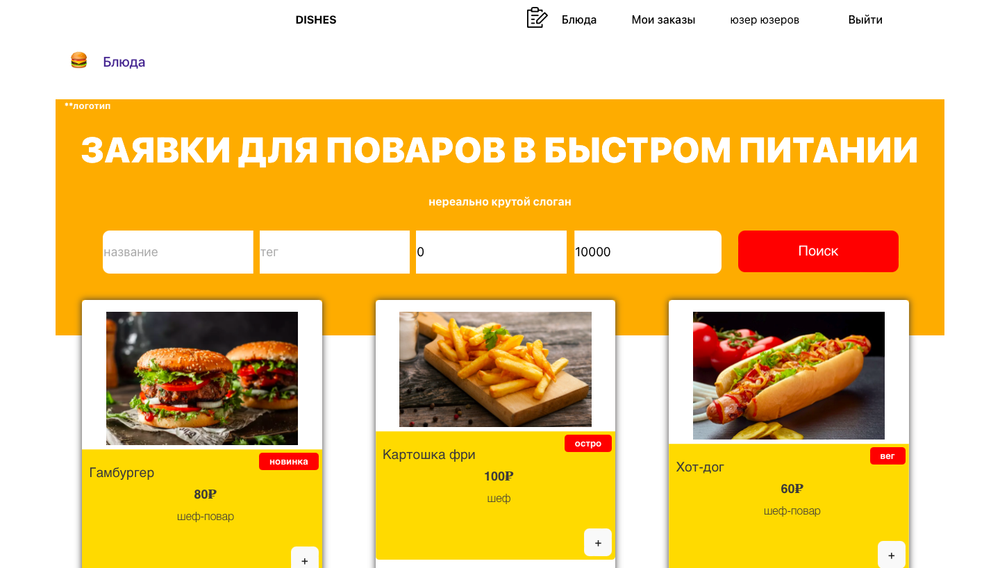 DISHES Блюда Мои заказы юзер юзеров Выйти
Блюда
**логотип
ЗАЯВКИ ДЛЯ ПОВАРОВ В БЫСТРОМ ПИТАНИИ
нереально крутой слоган
название тег 0 10000 Поиск
новинка
Гамбургер
80₽
шеф-повар
+
остро
Картошка фри
100₽
шеф
+
вег
Хот-дог
60₽
шеф-повар
+